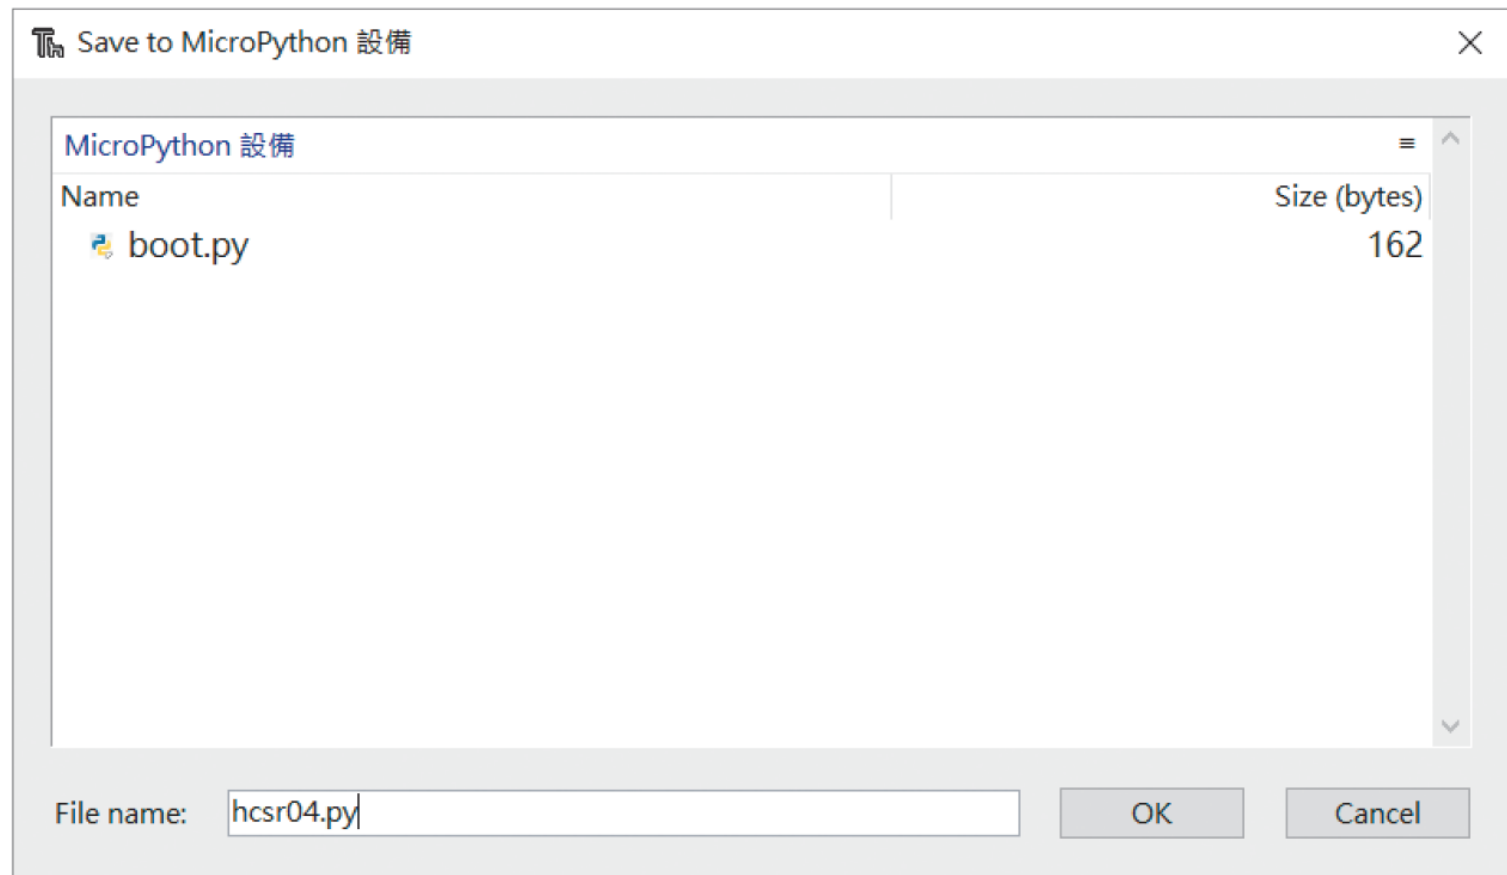 Save to MicroPython 設備
MicroPython 設備
Name Size (bytes)
boot.py 162
File name: hcsr04.py OK Cancel